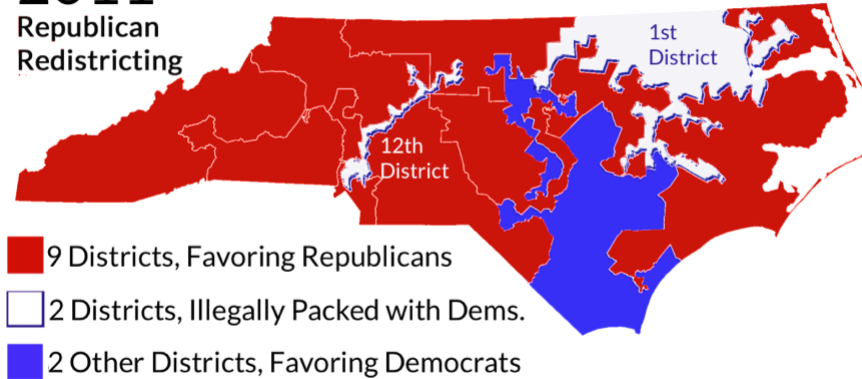 Republican
Redistricting
1st
District
12th
District
9 Districts, Favoring Republicans
2 Districts, Illegally Packed with Dems.
2 Other Districts, Favoring Democrats